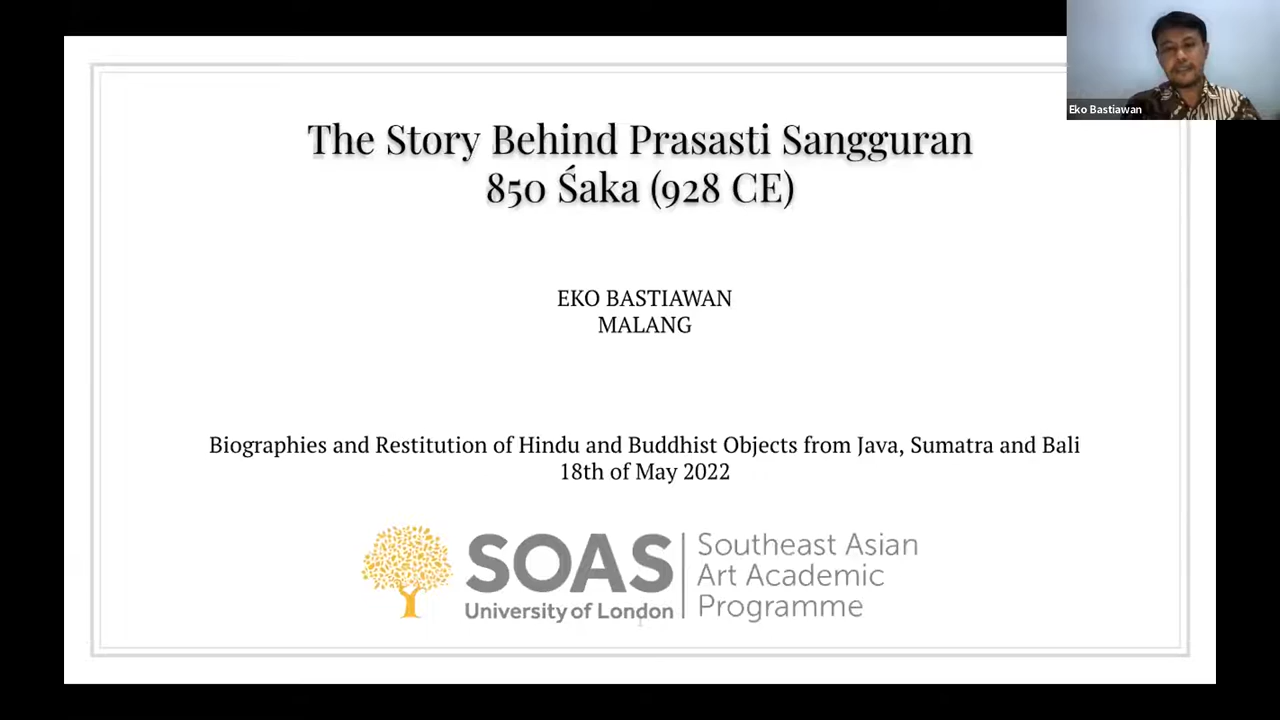 The Story Behind Prasasti Sangguran
850 Śaka (928 CE)
EKO BASTIAWAN
MALANG
Biographies and Restitution of Hindu and Buddhist Objects from Java, Sumatra and Bali
18th of May 2022
SOAS
University of London
Southeast Asian
Art Academic
Programme
Eko Bastiawan